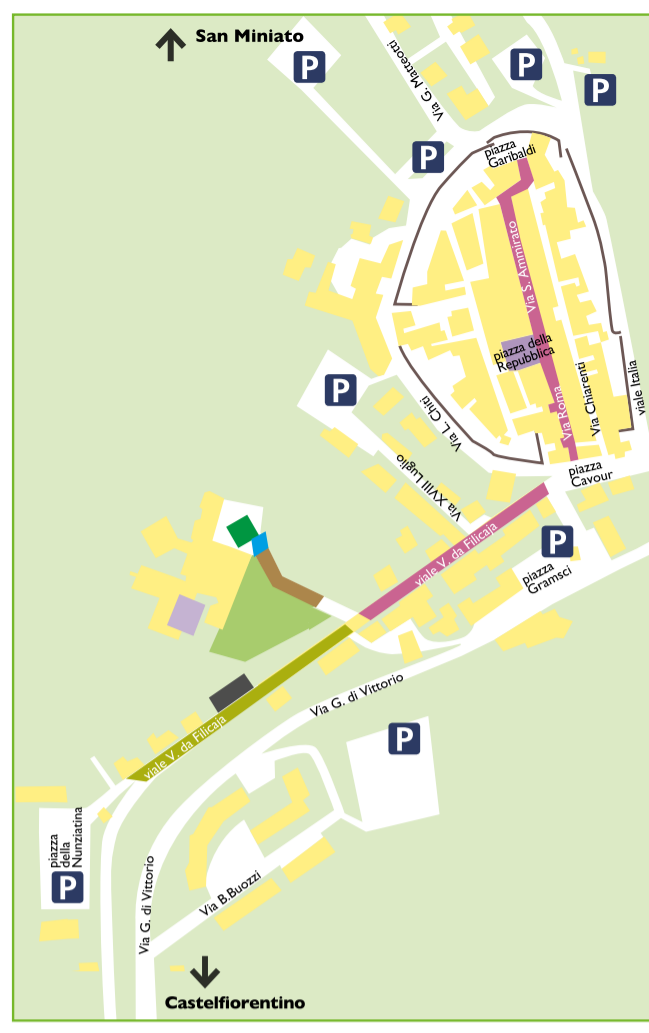 San Miniato
P
P
P
Via G. Matteotti
P
piazza
Garibaldi
Via S. Ammirato
piazza della
Repubblica
viale Italia
P
Via Chiarenti
Via Roma
Via L. Chiti
Via XVIII Luglio
piazza
Cavour
P
viale V. da Filicaja
piazza
Gramsci
Via G. di Vittorio
P
viale V. da Filicaja
piazza
della
Nunziatina
P
Via G. di Vittorio
Via B.Buozzi
Castelfiorentino